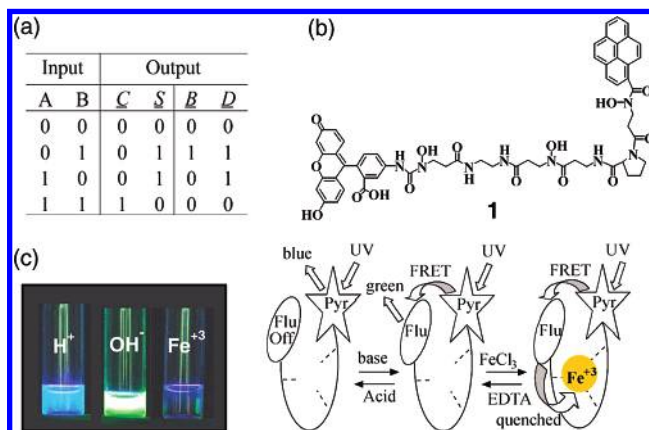 (a)
Input Output
A B C S B D
0 0 0 0 0 0
0 1 0 1 1 1
1 0 0 1 0 1
1 1 1 0 0 0
(b)
O
HO
O
O
CO₂H
NH
O
N
OH
O
N
H
H
N
O
OH
N
O
H
N
O
N
O
HO-N
O
1
(c)
H⁺ OH⁻ Fe⁺³
blue
UV
Pyr
Flu
Off
base
Acid
green
FRET
UV
Pyr
Flu
FeCl₃
EDTA
FRET
UV
Pyr
Flu
Fe⁺³
quenched